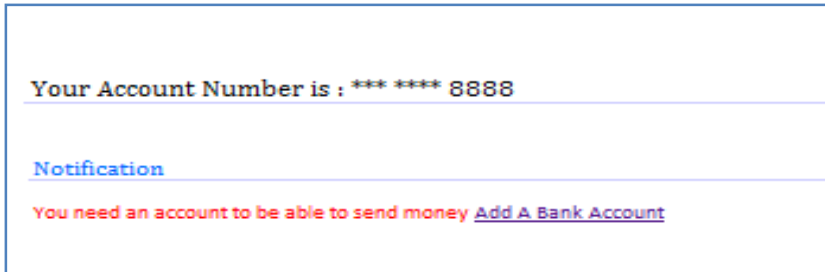 Your Account Number is : *** **** 8888
Notification
You need an account to be able to send money Add A Bank Account